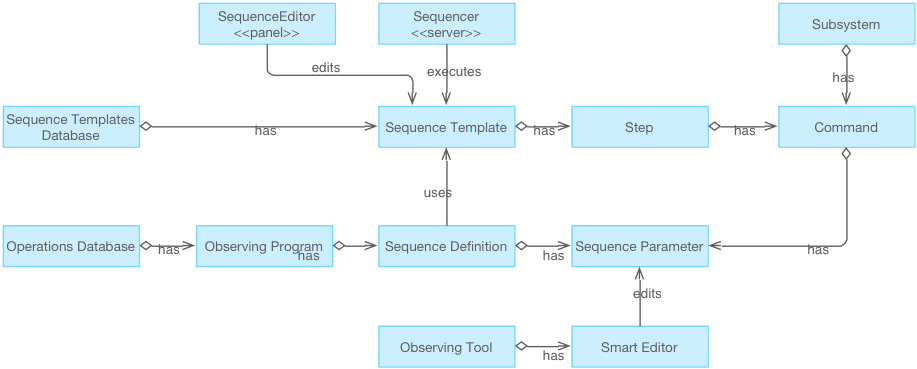 SequenceEditor
<<panel>>
Sequencer
<<server>>
Subsystem
edits
executes
has
Sequence Templates
Database
has
Sequence Template
has
Step
has
Command
uses
Operations Database
has
Observing Program
has
Sequence Definition
has
Sequence Parameter
has
edits
Observing Tool
has
Smart Editor